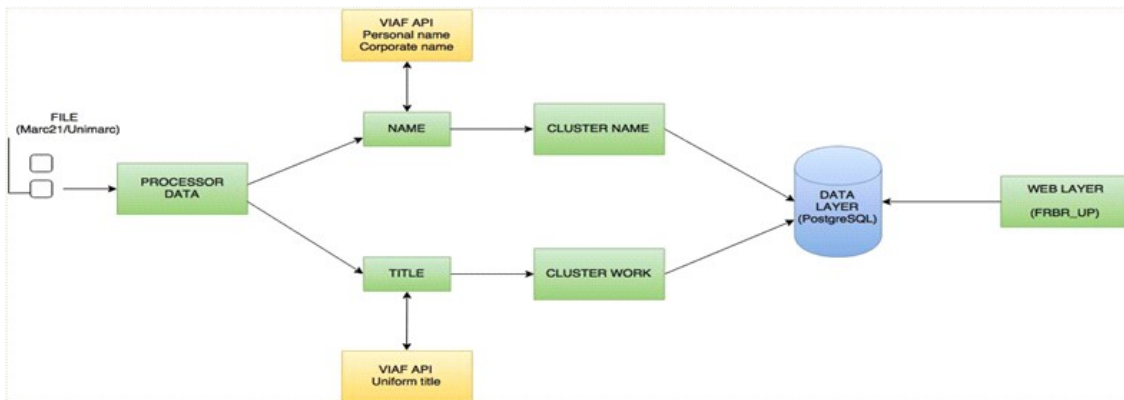 VIAF API
Personal name
Corporate name
FILE
(Marc21/Unimarc)
NAME
CLUSTER NAME
PROCESSOR
DATA
DATA
LAYER
(PostgreSQL)
WEB LAYER
(FRBR_UP)
TITLE
CLUSTER WORK
VIAF API
Uniform title